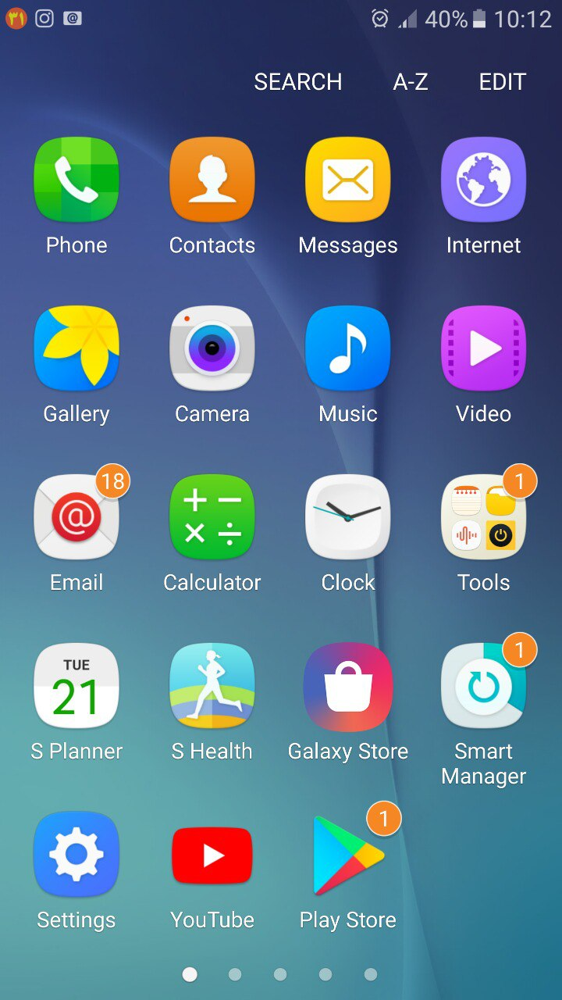 ۳۱ 40% 10:12
SEARCH A-Z EDIT
Phone Contacts Messages Internet
Gallery Camera Music Video
18 1
Email Calculator Clock Tools
TUE
21
1
S Planner S Health Galaxy Store Smart Manager
1
Settings YouTube Play Store